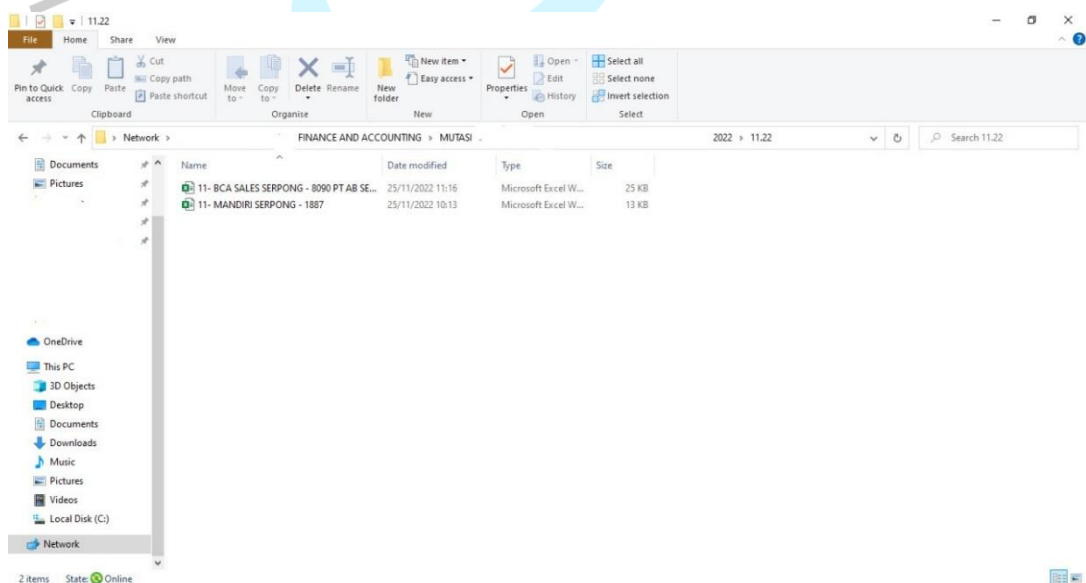 11.22
File Home Share View
Pin to Quick access Copy Paste Cut Copy path Paste shortcut Move to Copy to Delete Rename New folder New item Easy access Properties Open Edit History Select all Select none Invert selection
Clipboard Organise New Open Select
Network > FINANCE AND ACCOUNTING > MUTASI 2022 > 11.22 Search 11.22
Documents
Pictures
OneDrive
This PC
3D Objects
Desktop
Documents
Downloads
Music
Pictures
Videos
Local Disk (C:)
Network
Name Date modified Type Size
11- BCA SALES SERPONG - 8090 PT AB SE... 25/11/2022 11:16 Microsoft Excel W... 25 KB
11- MANDIRI SERPONG - 1887 25/11/2022 10:13 Microsoft Excel W... 13 KB
2 items State: Online